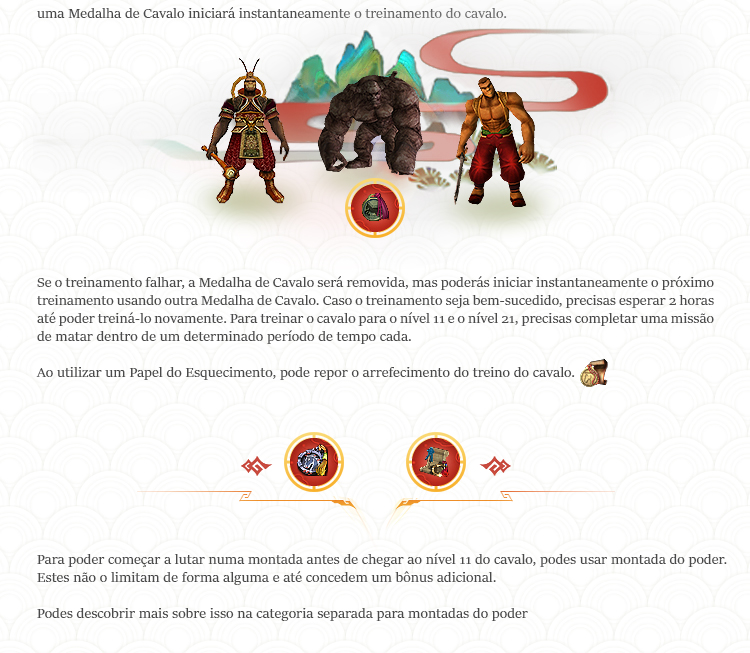 uma Medalha de Cavalo iniciará instantaneamente o treinamento do cavalo.
Se o treinamento falhar, a Medalha de Cavalo será removida, mas poderás iniciar instantaneamente o próximo
treinamento usando outra Medalha de Cavalo. Caso o treinamento seja bem-sucedido, precisas esperar 2 horas
até poder treiná-lo novamente. Para treinar o cavalo para o nível 11 e o nível 21, precisas completar uma missão
de matar dentro de um determinado período de tempo cada.
Ao utilizar um Papel do Esquecimento, pode repor o arrefecimento do treino do cavalo.
Para poder começar a lutar numa montada antes de chegar ao nível 11 do cavalo, podes usar montada do poder.
Estes não o limitam de forma alguma e até concedem um bônus adicional.
Podes descobrir mais sobre isso na categoria separada para montadas do poder